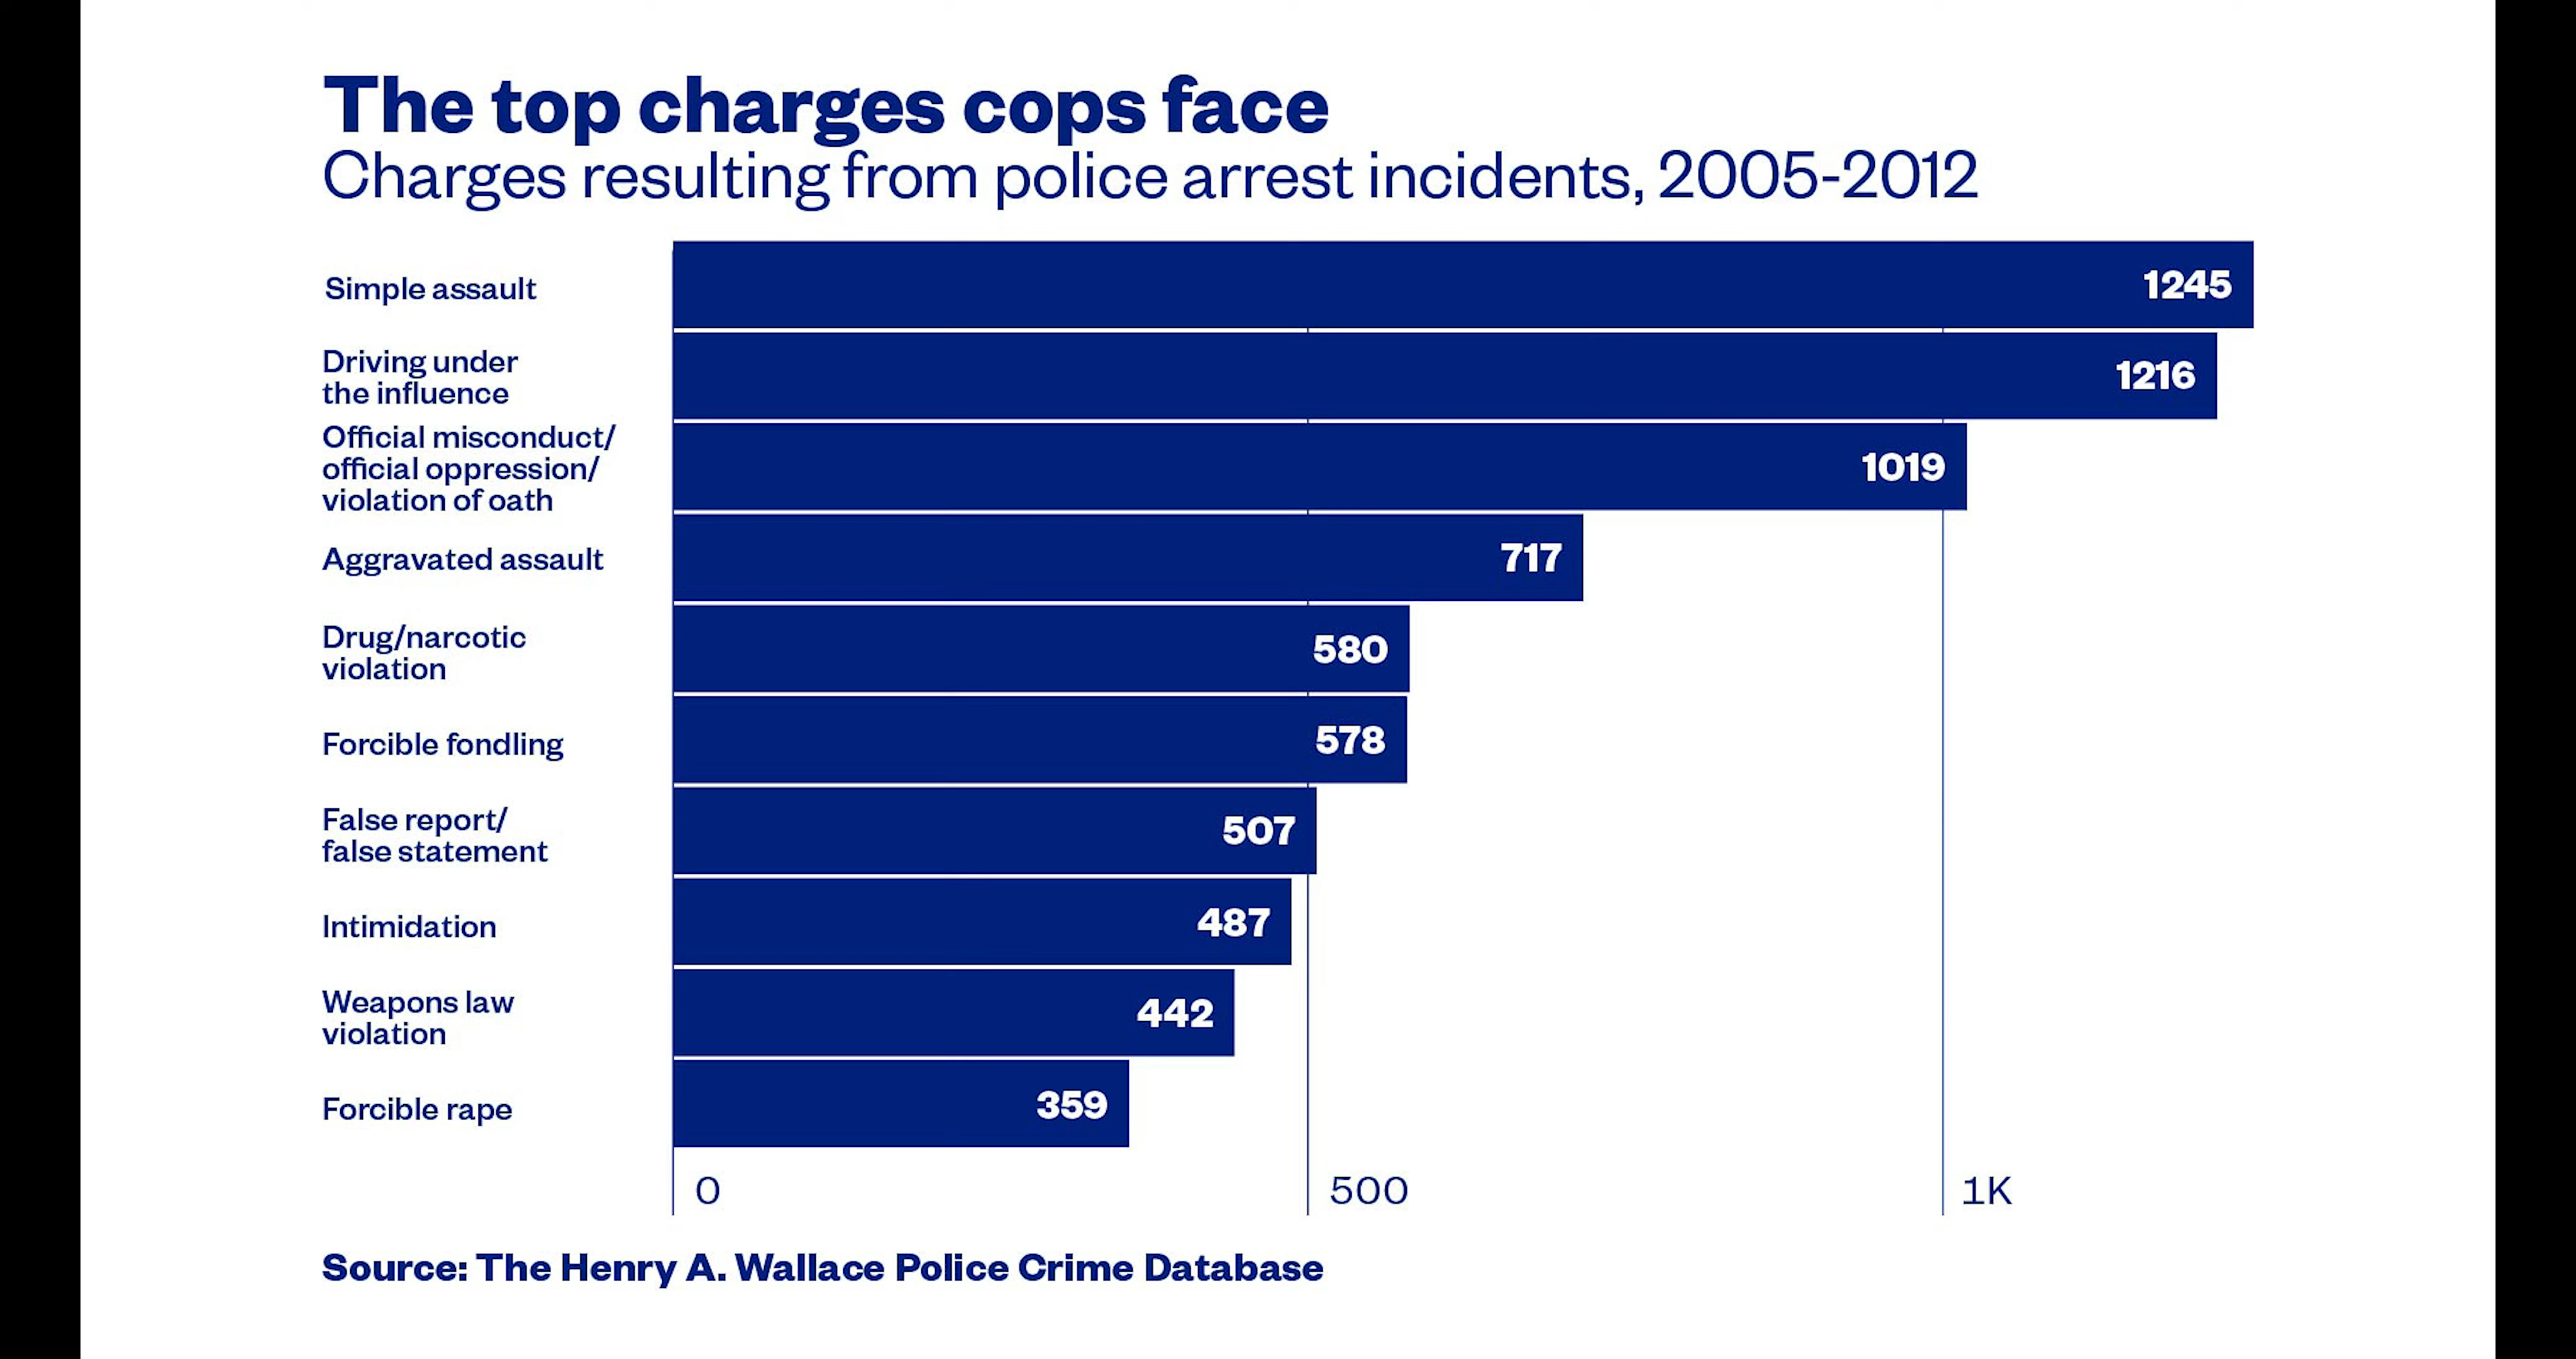 The top charges cops face
Charges resulting from police arrest incidents, 2005-2012
Simple assault
1245
Driving under
the influence
1216
Official misconduct/
official oppression/
violation of oath
1019
Aggravated assault
717
Drug/narcotic
violation
580
Forcible fondling
578
False report/
false statement
507
Intimidation
487
Weapons law
violation
442
Forcible rape
359
0 500 1K
Source: The Henry A. Wallace Police Crime Database